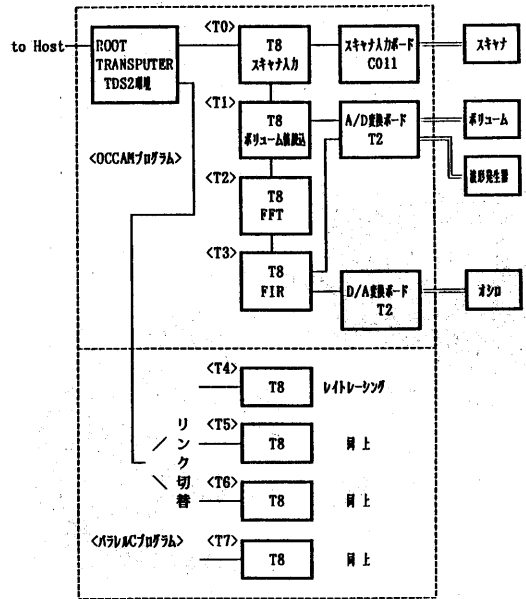 to Host
ROOT
TRANSPUTER
TDS2環境
<T0>
T8
スキャナ入力
スキャナ入力ボード
C011
スキャナ
<T1>
T8
ボリューム値読込
A/D変換ボード
T2
ボリューム
波形発生器
<OCCAMプログラム>
<T2>
T8
FFT
<T3>
T8
FIR
D/A変換ボード
T2
オシロ
<T4>
T8
レイトレーシング
リンク切替
<T5>
T8
同上
<T6>
T8
同上
<パラレルCプログラム>
<T7>
T8
同上